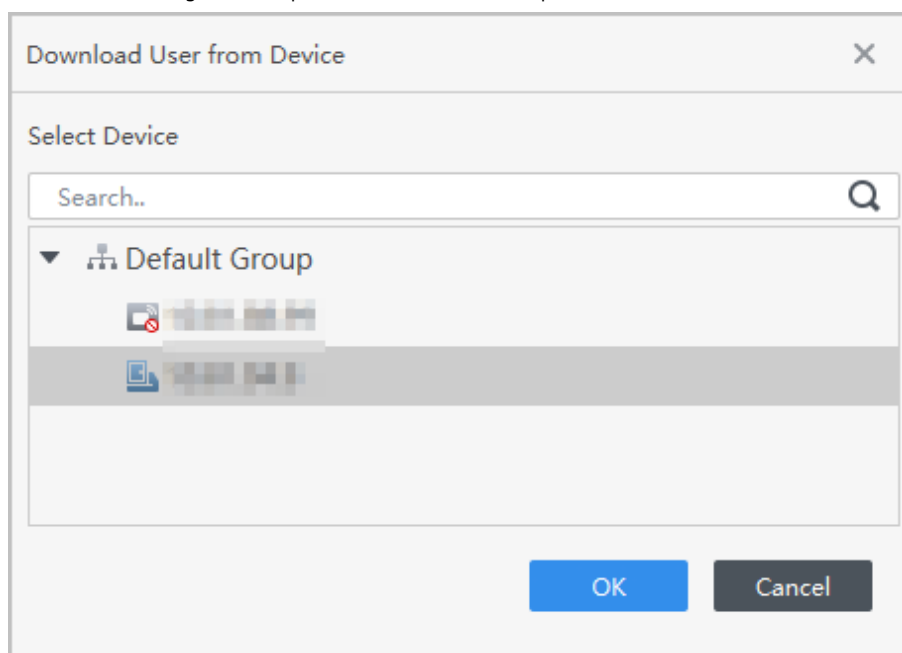 Download User from Device
Select Device
Search..
Default Group
OK
Cancel